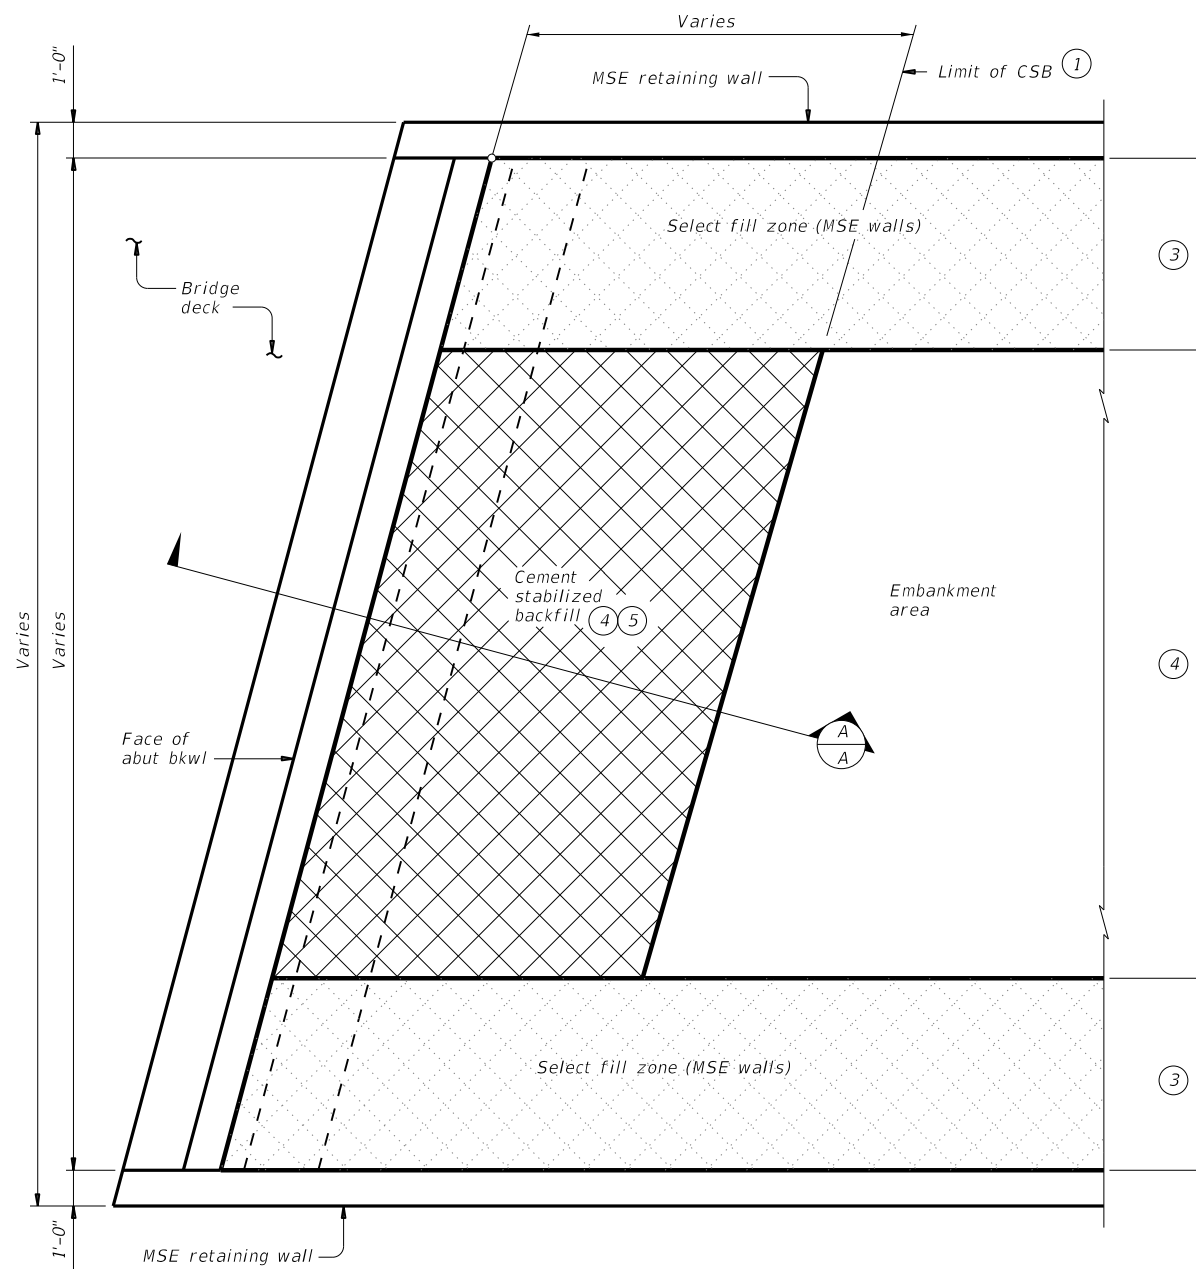 Varies
1'-0"
MSE retaining wall
Limit of CSB 1
Select fill zone (MSE walls)
3
Bridge
deck
Cement
stabilized
backfill 4 5
Embankment
area
Varies
Varies
4
Face of
abut bkwl
A
A
Select fill zone (MSE walls)
3
1'-0"
MSE retaining wall